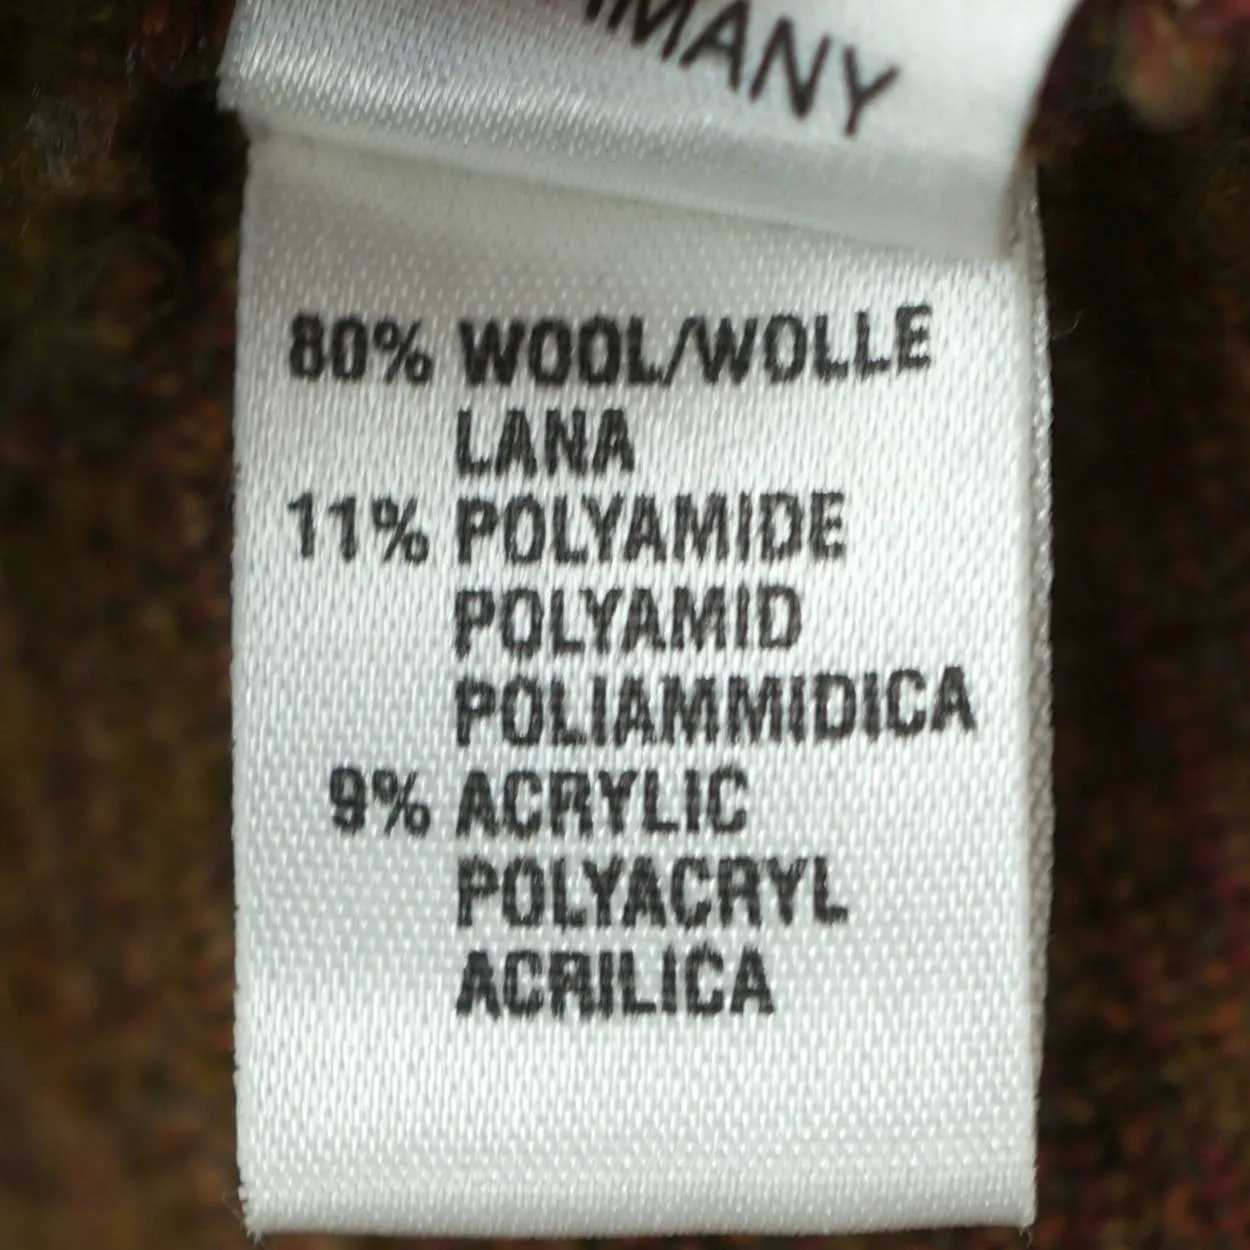 MANY
80% WOOL/WOLLE
LANA
11% POLYAMIDE
POLYAMID
POLIAMMIDICA
9% ACRYLIC
POLYACRYL
ACRILICA